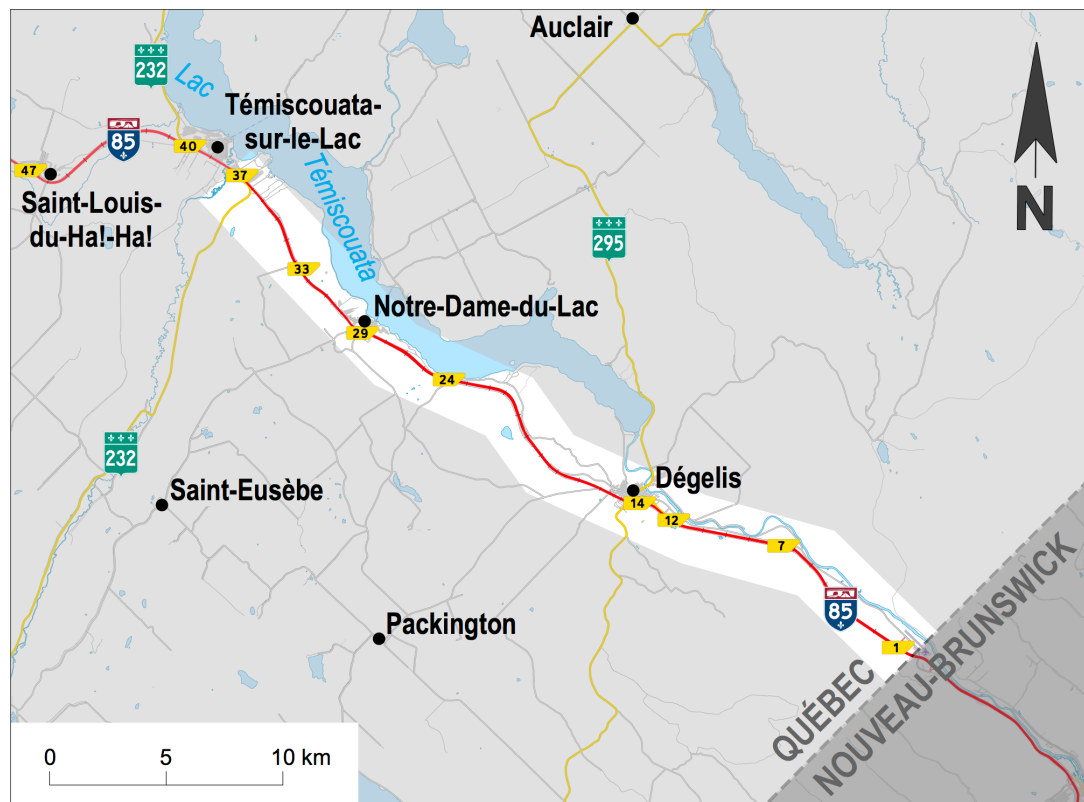 Auclair
232
Lac
Témiscouata-
sur-le-Lac
85
40
47
37
Saint-Louis-
du-Ha!-Ha!
Témiscouata
N
295
33
Notre-Dame-du-Lac
29
24
232
Saint-Eusèbe
Dégelis
14
12
7
85
Packington
1
QUÉBEC
NOUVEAU-BRUNSWICK
0 5 10 km